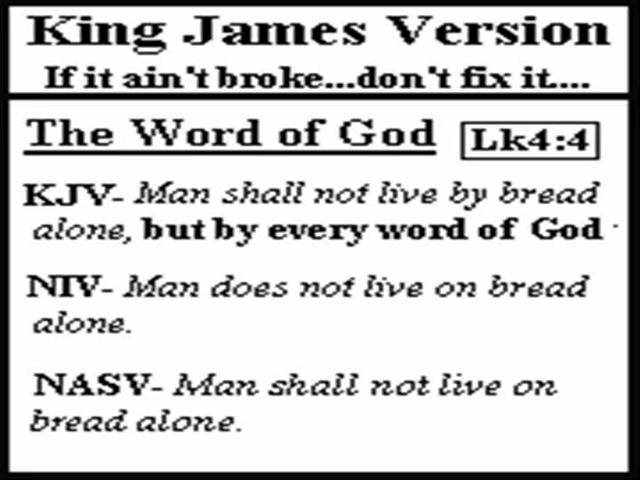 King James Version
If it ain't broke...don't fix it....
The Word of God
Lk4:4
KJV- Man shall not live by bread
alone, but by every word of God.
NIV- Man does not live on bread
alone.
NASV- Man shall not live on
bread alone.